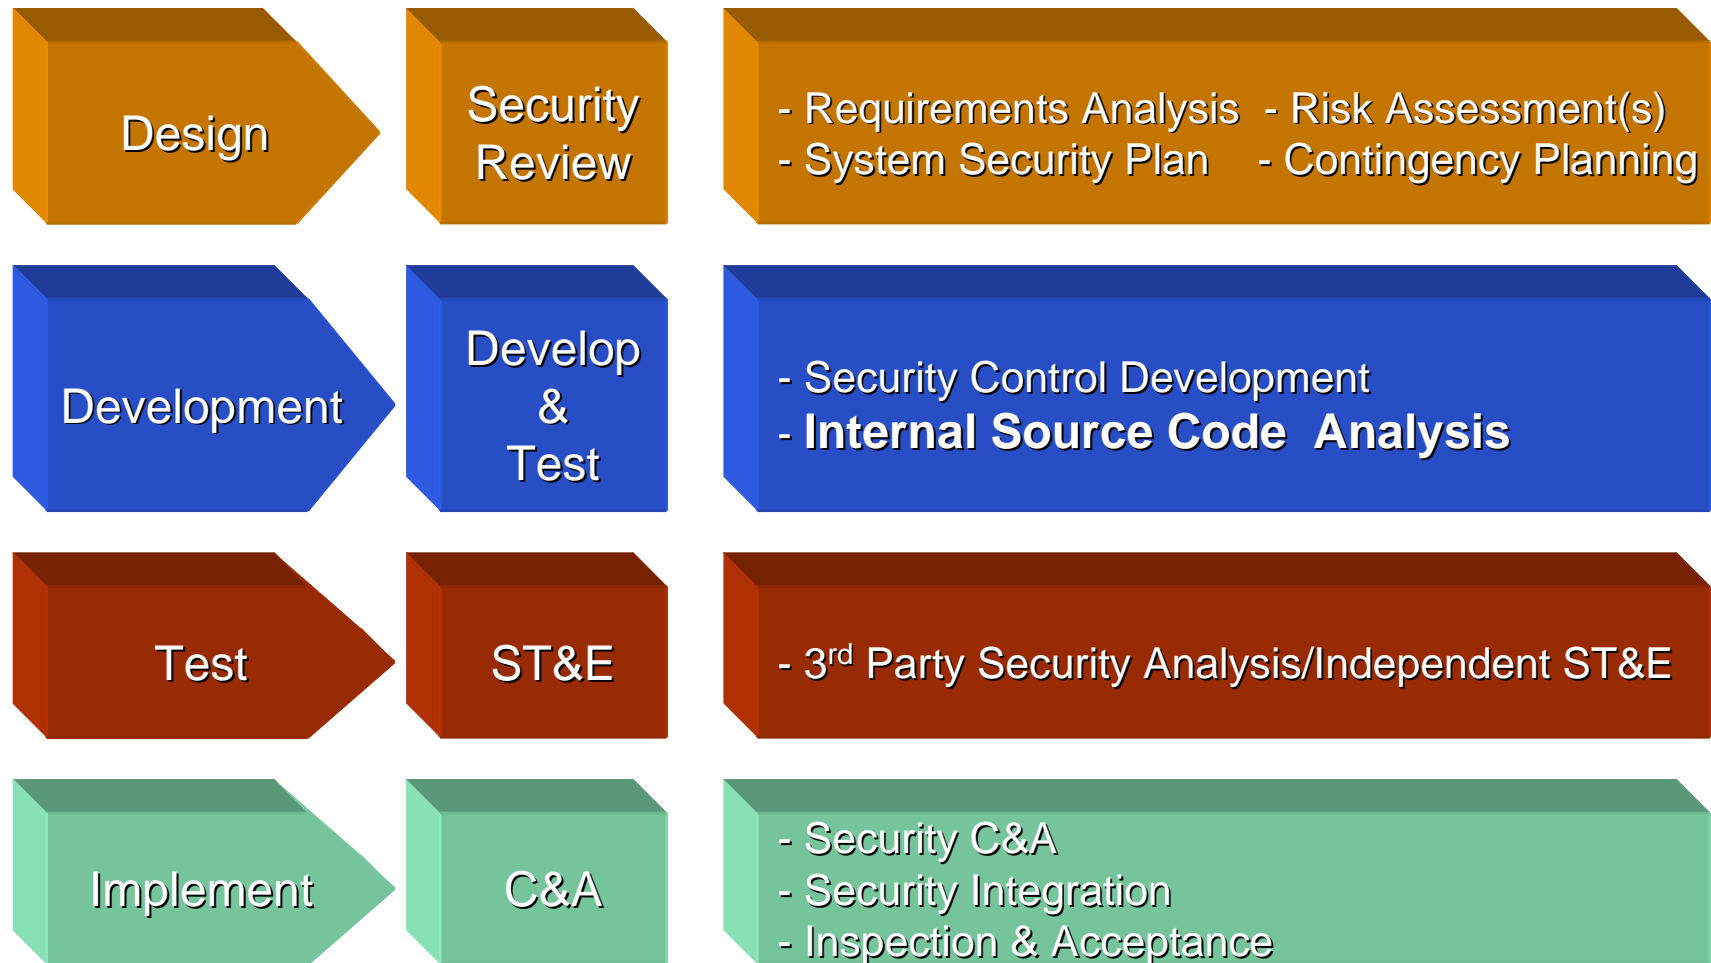 Design
Security
Review
- Requirements Analysis - Risk Assessment(s)
- System Security Plan - Contingency Planning
Development
Develop
&
Test
- Security Control Development
- Internal Source Code Analysis
Test
ST&E
- 3rd Party Security Analysis/Independent ST&E
Implement
C&A
- Security C&A
- Security Integration
- Inspection & Acceptance